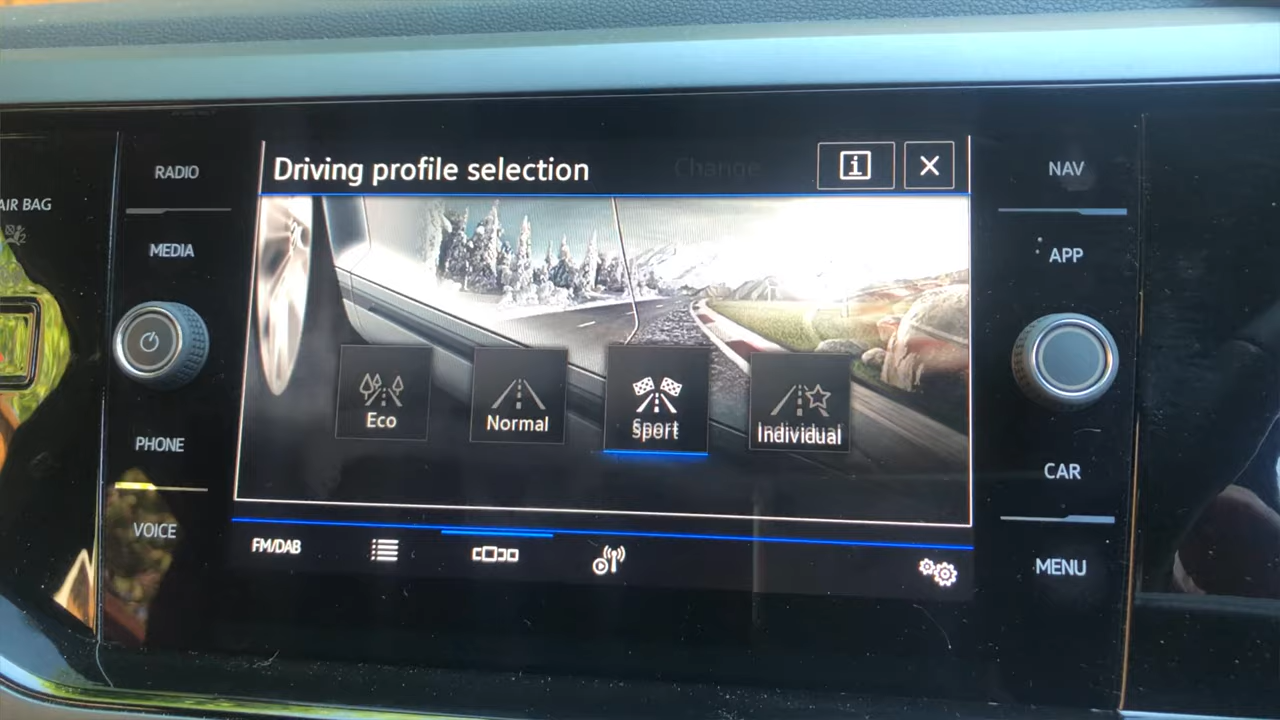 AIR BAG
RADIO
MEDIA
PHONE
VOICE
Driving profile selection
Change
i
Eco
Normal
Sport
Individual
FM/DAB
NAV
APP
CAR
MENU